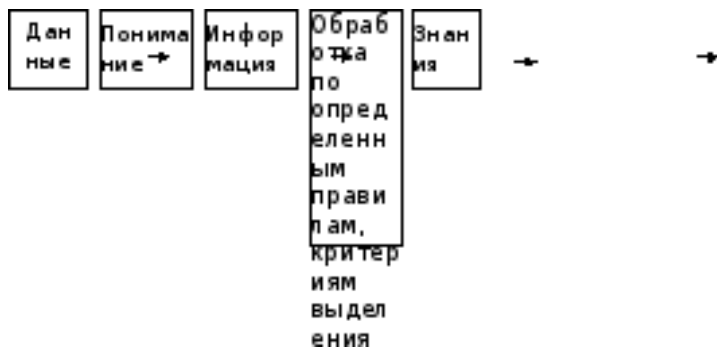 Дан
ные
Понима
ние
Инфор
мация
Обраб
отка
по
опред
еленн
ым
прави
лам,
критер
иям
выдел
ения
Знан
ия